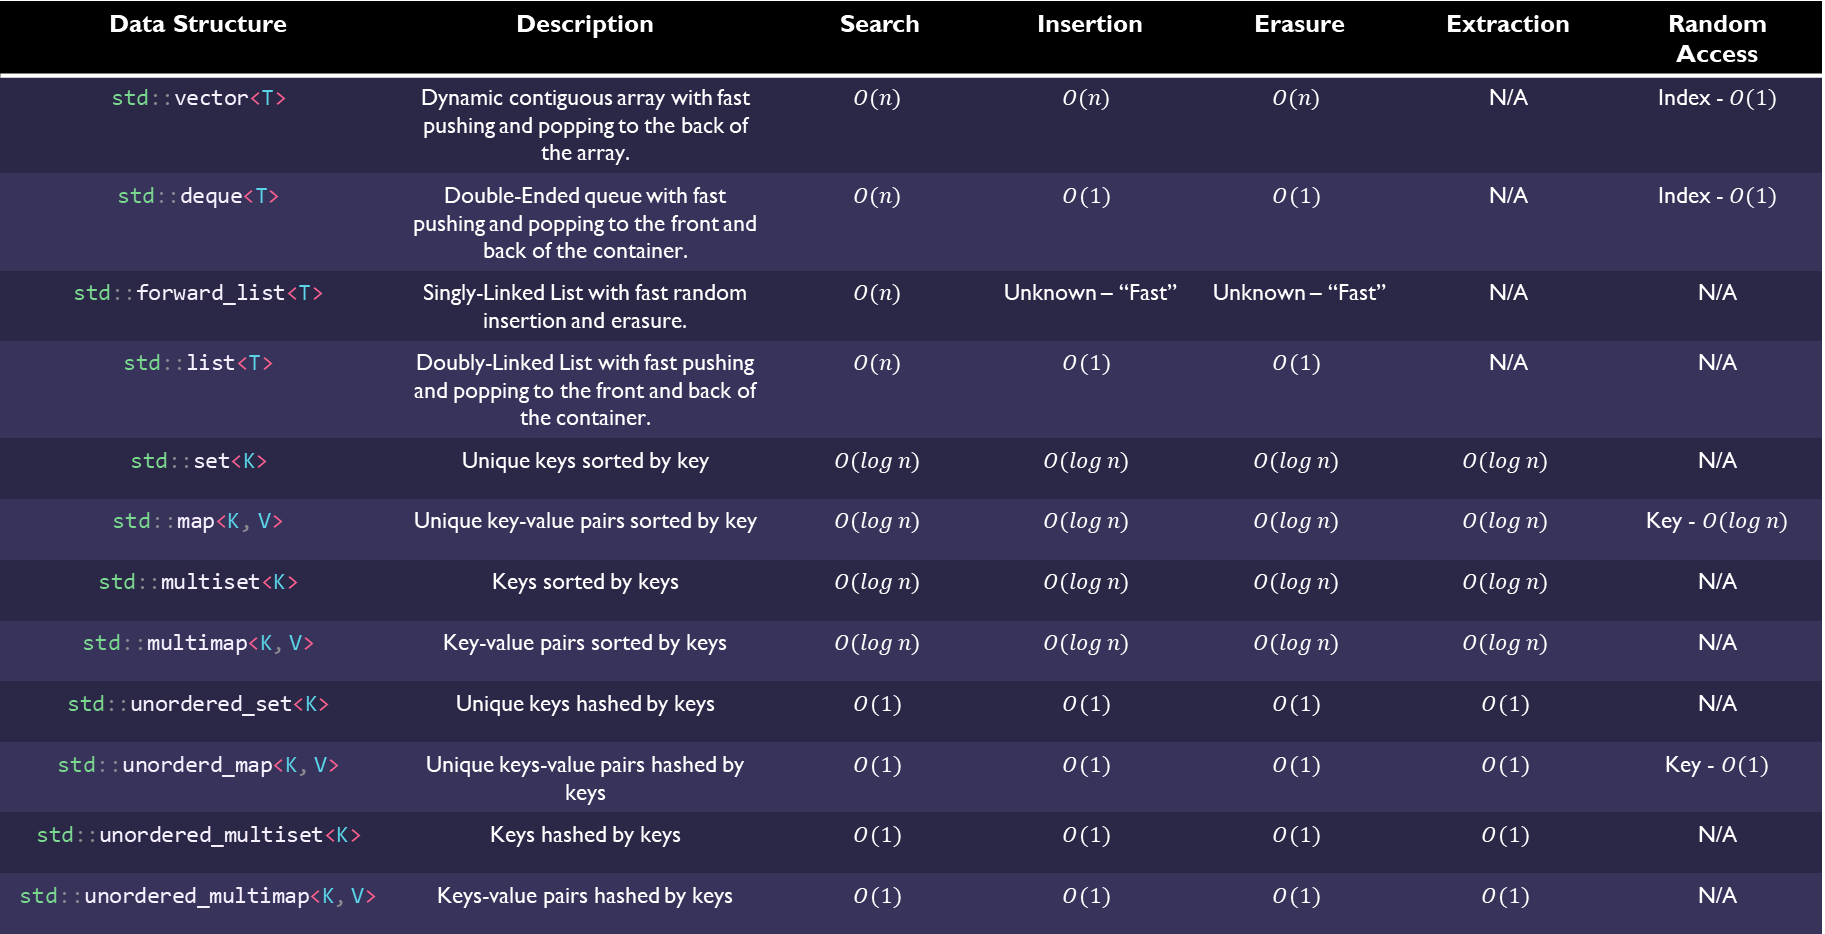 Data Structure Description Search Insertion Erasure Extraction Random
Access
std::vector<T> Dynamic contiguous array with fast O(n) O(n) O(n) N/A Index - O(1)
pushing and popping to the back of
the array.
std::deque<T> Double-Ended queue with fast O(n) O(1) O(1) N/A Index - O(1)
pushing and popping to the front and
back of the container.
std::forward_list<T> Singly-Linked List with fast random O(n) Unknown – “Fast” Unknown – “Fast” N/A N/A
insertion and erasure.
std::list<T> Doubly-Linked List with fast pushing O(n) O(1) O(1) N/A N/A
and popping to the front and back of
the container.
std::set<K> Unique keys sorted by key O(log n) O(log n) O(log n) O(log n) N/A
std::map<K, V> Unique key-value pairs sorted by key O(log n) O(log n) O(log n) O(log n) Key - O(log n)
std::multiset<K> Keys sorted by keys O(log n) O(log n) O(log n) O(log n) N/A
std::multimap<K, V> Key-value pairs sorted by keys O(log n) O(log n) O(log n) O(log n) N/A
std::unordered_set<K> Unique keys hashed by keys O(1) O(1) O(1) O(1) N/A
std::unorderd_map<K, V> Unique keys-value pairs hashed by O(1) O(1) O(1) O(1) Key - O(1)
keys
std::unordered_multiset<K> Keys hashed by keys O(1) O(1) O(1) O(1) N/A
std::unordered_multimap<K, V> Keys-value pairs hashed by keys O(1) O(1) O(1) O(1) N/A